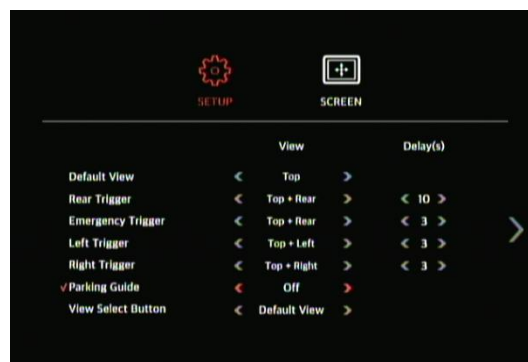 SETUP SCREEN
View Delay(s)
Default View < Top >
Rear Trigger < Top + Rear > < 10 >
Emergency Trigger < Top + Rear > < 3 >
Left Trigger < Top + Left > < 3 >
Right Trigger < Top + Right > < 3 >
✓Parking Guide < Off >
View Select Button < Default View >